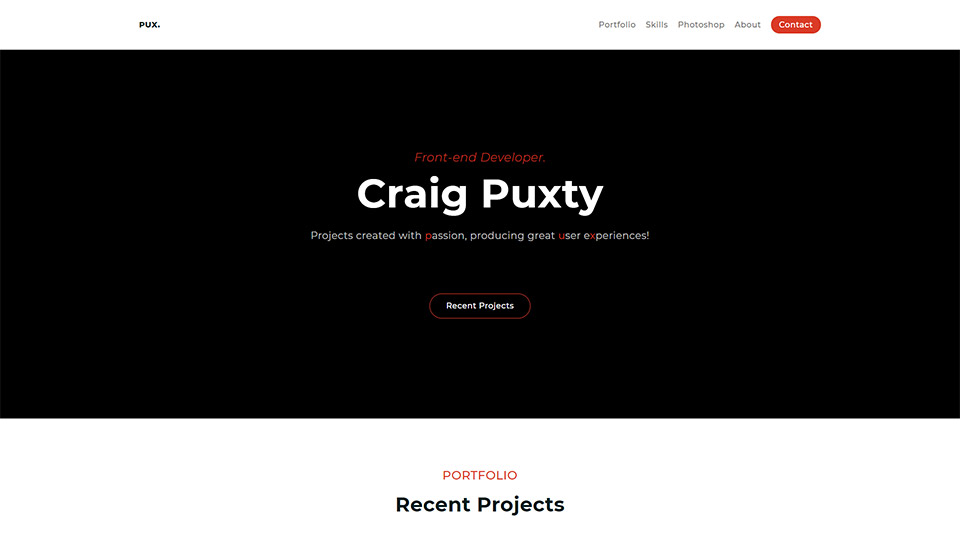 PUX.
Portfolio Skills Photoshop About Contact
Front-end Developer.
Craig Puxty
Projects created with passion, producing great user experiences!
Recent Projects
PORTFOLIO
Recent Projects